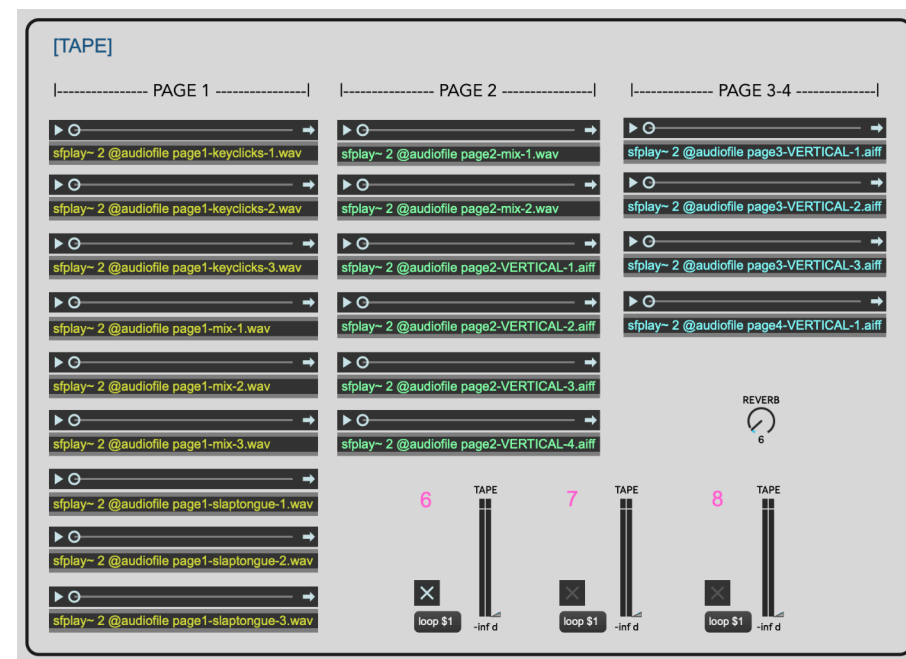 [TAPE]
|---------------- PAGE 1 ----------------|
sfplay~ 2 @audiofile page1-keyclicks-1.wav
sfplay~ 2 @audiofile page1-keyclicks-2.wav
sfplay~ 2 @audiofile page1-keyclicks-3.wav
sfplay~ 2 @audiofile page1-mix-1.wav
sfplay~ 2 @audiofile page1-mix-2.wav
sfplay~ 2 @audiofile page1-mix-3.wav
sfplay~ 2 @audiofile page1-slaptongue-1.wav
sfplay~ 2 @audiofile page1-slaptongue-2.wav
sfplay~ 2 @audiofile page1-slaptongue-3.wav
|---------------- PAGE 2 ----------------|
sfplay~ 2 @audiofile page2-mix-1.wav
sfplay~ 2 @audiofile page2-mix-2.wav
sfplay~ 2 @audiofile page2-VERTICAL-1.aiff
sfplay~ 2 @audiofile page2-VERTICAL-2.aiff
sfplay~ 2 @audiofile page2-VERTICAL-3.aiff
sfplay~ 2 @audiofile page2-VERTICAL-4.aiff
|-------------- PAGE 3-4 --------------|
sfplay~ 2 @audiofile page3-VERTICAL-1.aiff
sfplay~ 2 @audiofile page3-VERTICAL-2.aiff
sfplay~ 2 @audiofile page3-VERTICAL-3.aiff
sfplay~ 2 @audiofile page4-VERTICAL-1.aiff
REVERB
6
6
TAPE
loop $1
-inf d
7
TAPE
loop $1
-inf d
8
TAPE
loop $1
-inf d